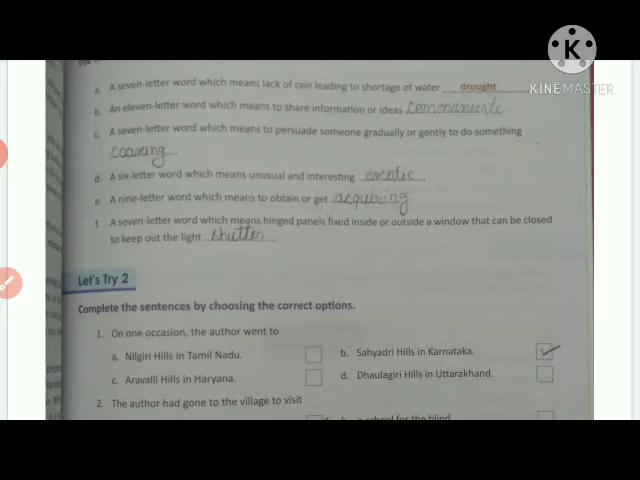 a. A seven-letter word which means lack of rain leading to shortage of water drought
KINEMASTER
b. An eleven-letter word which means to share information or ideas communicate
c. A seven-letter word which means to persuade someone gradually or gently to do something
coaxing
d. A six-letter word which means unusual and interesting excotic
e. A nine-letter word which means to obtain or get acquiring
f. A seven-letter word which means hinged panels fixed inside or outside a window that can be closed
to keep out the light shutter
Let's Try 2
Complete the sentences by choosing the correct options.
1. On one occasion, the author went to
a. Nilgiri Hills in Tamil Nadu.
b. Sahyadri Hills in Karnataka.
c. Aravalli Hills in Haryana.
d. Dhaulagiri Hills in Uttarakhand.
2. The author had gone to the village to visit
school for the blind